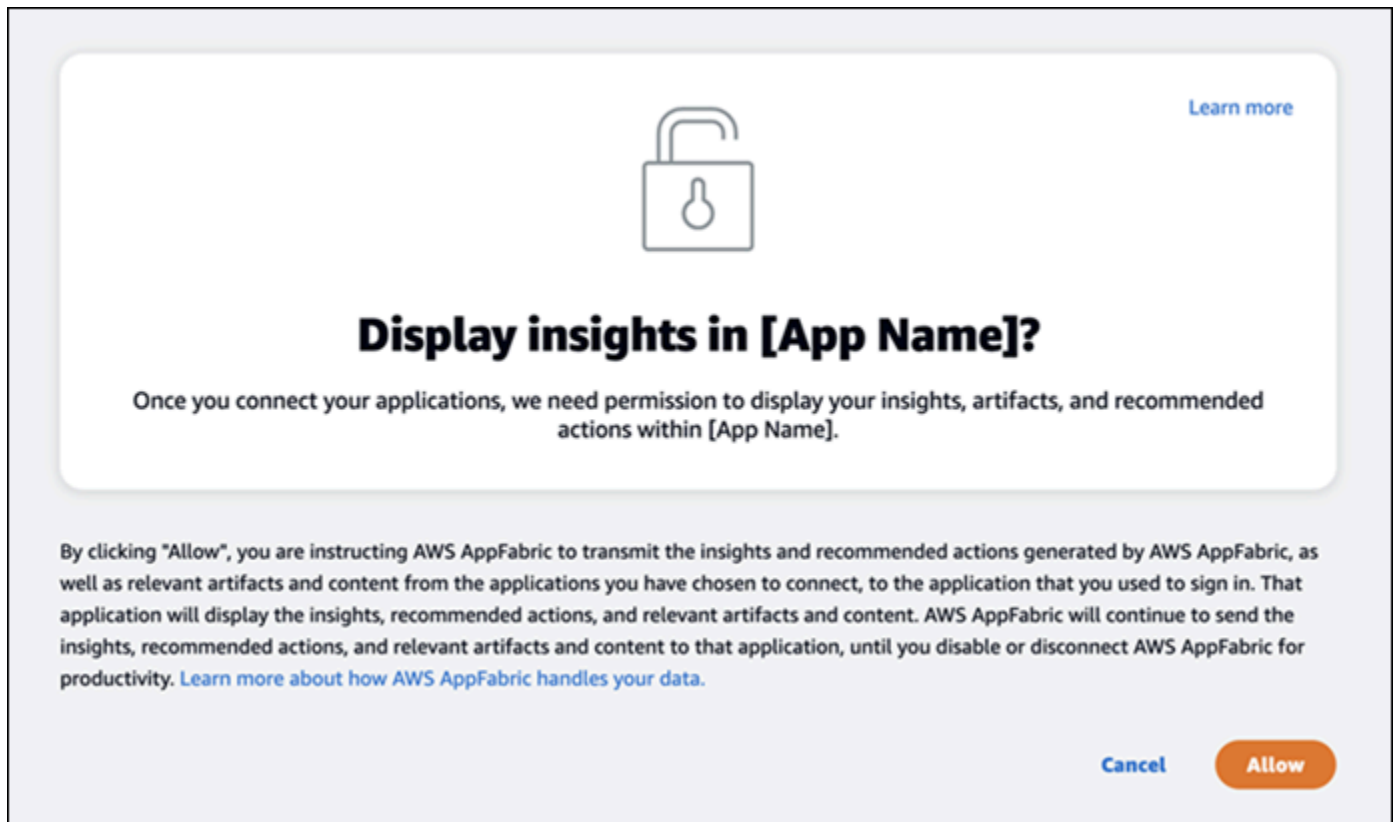 Learn more
Display insights in [App Name]?
Once you connect your applications, we need permission to display your insights, artifacts, and recommended
actions within [App Name].
By clicking "Allow", you are instructing AWS AppFabric to transmit the insights and recommended actions generated by AWS AppFabric, as
well as relevant artifacts and content from the applications you have chosen to connect, to the application that you used to sign in. That
application will display the insights, recommended actions, and relevant artifacts and content. AWS AppFabric will continue to send the
insights, recommended actions, and relevant artifacts and content to that application, until you disable or disconnect AWS AppFabric for
productivity. Learn more about how AWS AppFabric handles your data.
Cancel
Allow